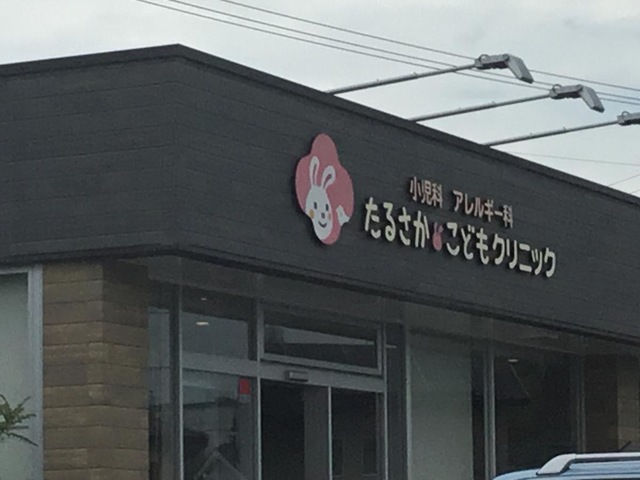 小児科 アレルギー科
たるさかこどもクリニック